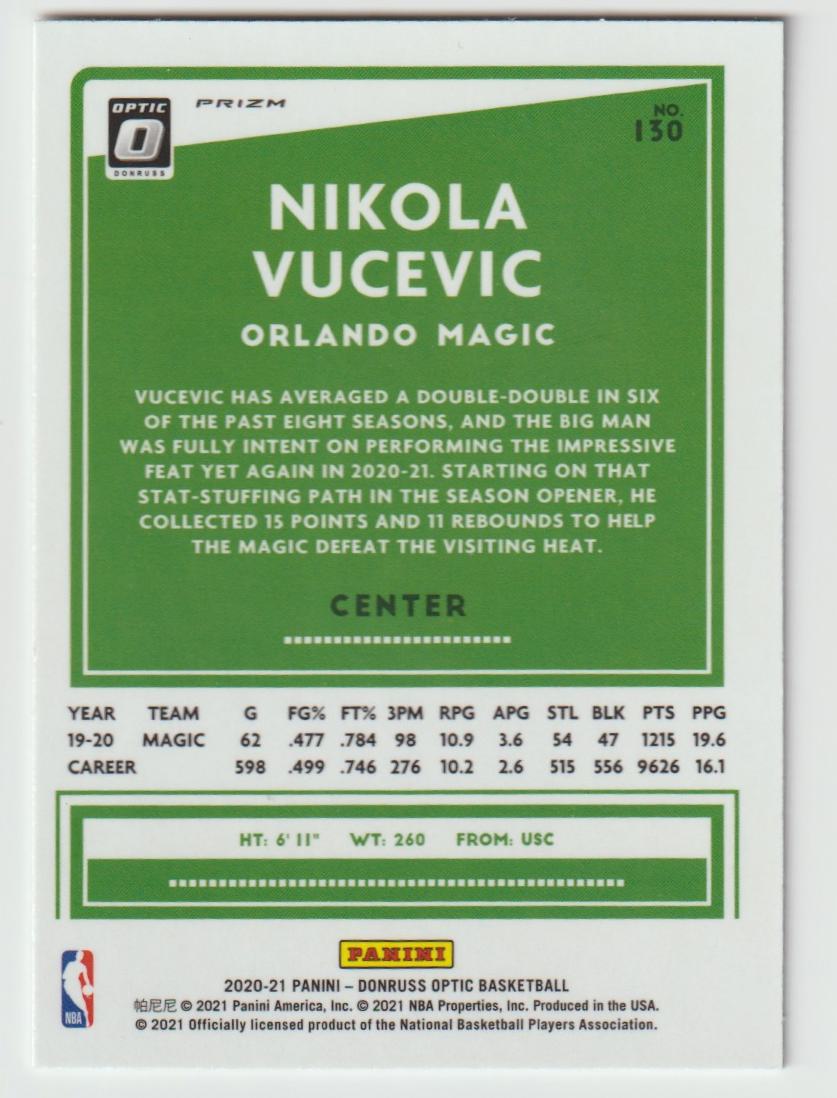 OPTIC
O
DONRUSS
PRIZM
NO.
130
NIKOLA
VUCEVIC
ORLANDO MAGIC
VUCEVIC HAS AVERAGED A DOUBLE-DOUBLE IN SIX
OF THE PAST EIGHT SEASONS, AND THE BIG MAN
WAS FULLY INTENT ON PERFORMING THE IMPRESSIVE
FEAT YET AGAIN IN 2020-21. STARTING ON THAT
STAT-STUFFING PATH IN THE SEASON OPENER, HE
COLLECTED 15 POINTS AND 11 REBOUNDS TO HELP
THE MAGIC DEFEAT THE VISITING HEAT.
CENTER
YEAR TEAM G FG% FT% 3PM RPG APG STL BLK PTS PPG
19-20 MAGIC 62 .477 .784 98 10.9 3.6 54 47 1215 19.6
CAREER 598 .499 .746 276 10.2 2.6 515 556 9626 16.1
HT: 6' 11" WT: 260 FROM: USC
PANINI
2020-21 PANINI – DONRUSS OPTIC BASKETBALL
帕尼尼 © 2021 Panini America, Inc. © 2021 NBA Properties, Inc. Produced in the USA.
© 2021 Officially licensed product of the National Basketball Players Association.
NBA